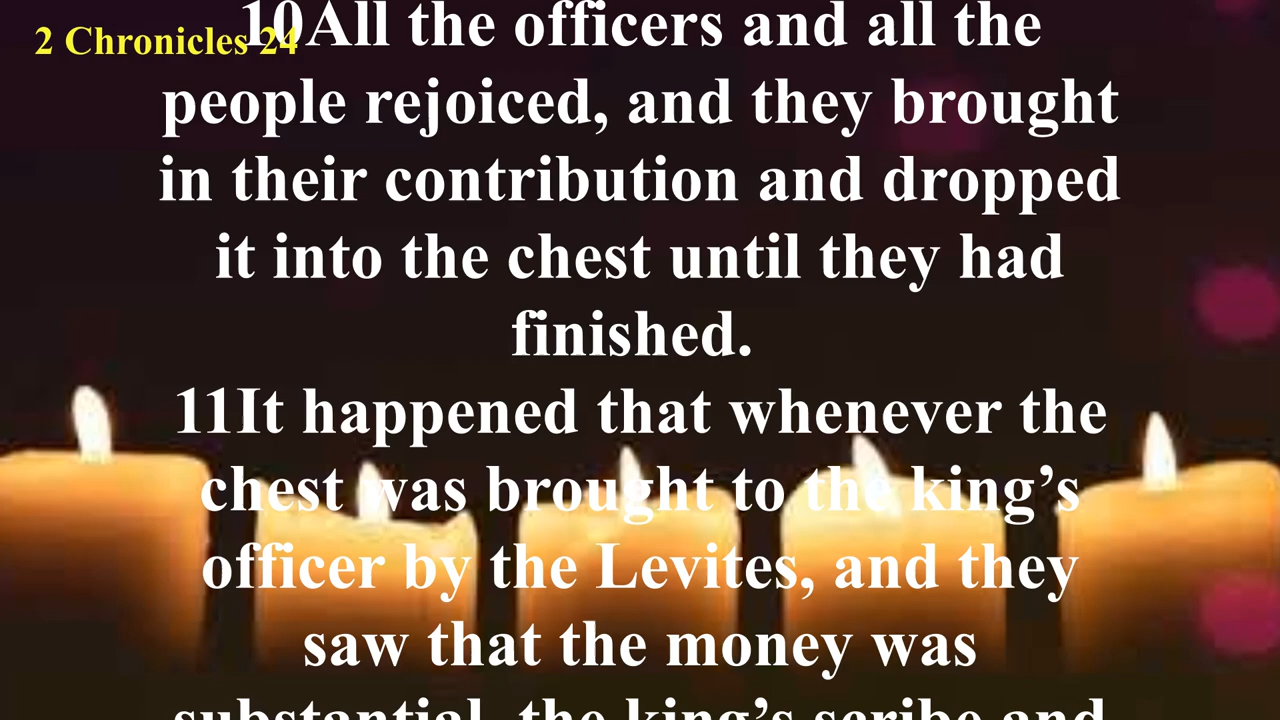 2 Chronicles 24
10All the officers and all the
people rejoiced, and they brought
in their contribution and dropped
it into the chest until they had
finished.
11It happened that whenever the
chest was brought to the king’s
officer by the Levites, and they
saw that the money was
substantial, the king’s scribe and